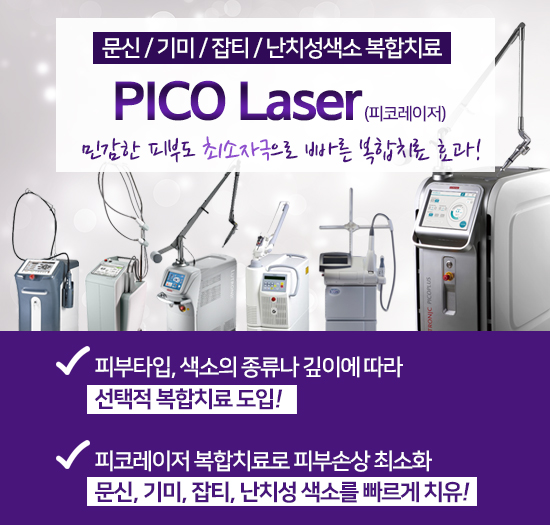 문신 / 기미 / 잡티 / 난치성색소 복합치료
PICO Laser (피코레이저)
민감한 피부도 최소자극으로 빠른 복합치료 효과!
피부타입, 색소의 종류나 깊이에 따라
선택적 복합치료 도입!
피코레이저 복합치료로 피부손상 최소화
문신, 기미, 잡티, 난치성 색소를 빠르게 치유!